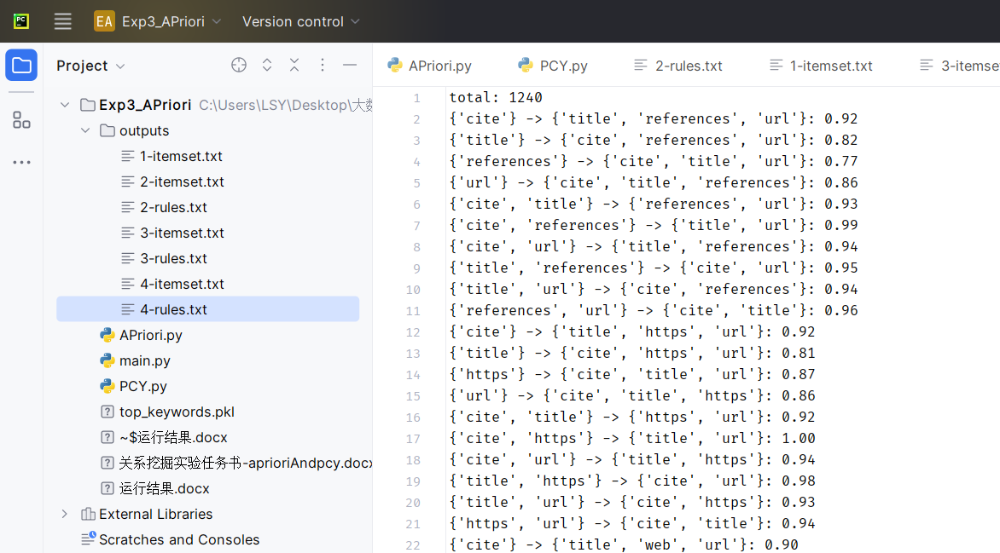 PC
EA Exp3_APriori Version control
Project
Exp3_APriori C:\Users\LSY\Desktop\大数
outputs
1-itemset.txt
2-itemset.txt
2-rules.txt
3-itemset.txt
3-rules.txt
4-itemset.txt
4-rules.txt
APriori.py
main.py
PCY.py
top_keywords.pkl
~$运行结果.docx
关系挖掘实验任务书-aprioriAndpcy.docx
运行结果.docx
External Libraries
Scratches and Consoles
APriori.py PCY.py 2-rules.txt 1-itemset.txt 3-itemse
1 total: 1240
2 {'cite'} -> {'title', 'references', 'url'}: 0.92
3 {'title'} -> {'cite', 'references', 'url'}: 0.82
4 {'references'} -> {'cite', 'title', 'url'}: 0.77
5 {'url'} -> {'cite', 'title', 'references'}: 0.86
6 {'cite', 'title'} -> {'references', 'url'}: 0.93
7 {'cite', 'references'} -> {'title', 'url'}: 0.99
8 {'cite', 'url'} -> {'title', 'references'}: 0.94
9 {'title', 'references'} -> {'cite', 'url'}: 0.95
10 {'title', 'url'} -> {'cite', 'references'}: 0.94
11 {'references', 'url'} -> {'cite', 'title'}: 0.96
12 {'cite'} -> {'title', 'https', 'url'}: 0.92
13 {'title'} -> {'cite', 'https', 'url'}: 0.81
14 {'https'} -> {'cite', 'title', 'url'}: 0.87
15 {'url'} -> {'cite', 'title', 'https'}: 0.86
16 {'cite', 'title'} -> {'https', 'url'}: 0.92
17 {'cite', 'https'} -> {'title', 'url'}: 1.00
18 {'cite', 'url'} -> {'title', 'https'}: 0.94
19 {'title', 'https'} -> {'cite', 'url'}: 0.98
20 {'title', 'url'} -> {'cite', 'https'}: 0.93
21 {'https', 'url'} -> {'cite', 'title'}: 0.94
22 {'cite'} -> {'title', 'web', 'url'}: 0.90